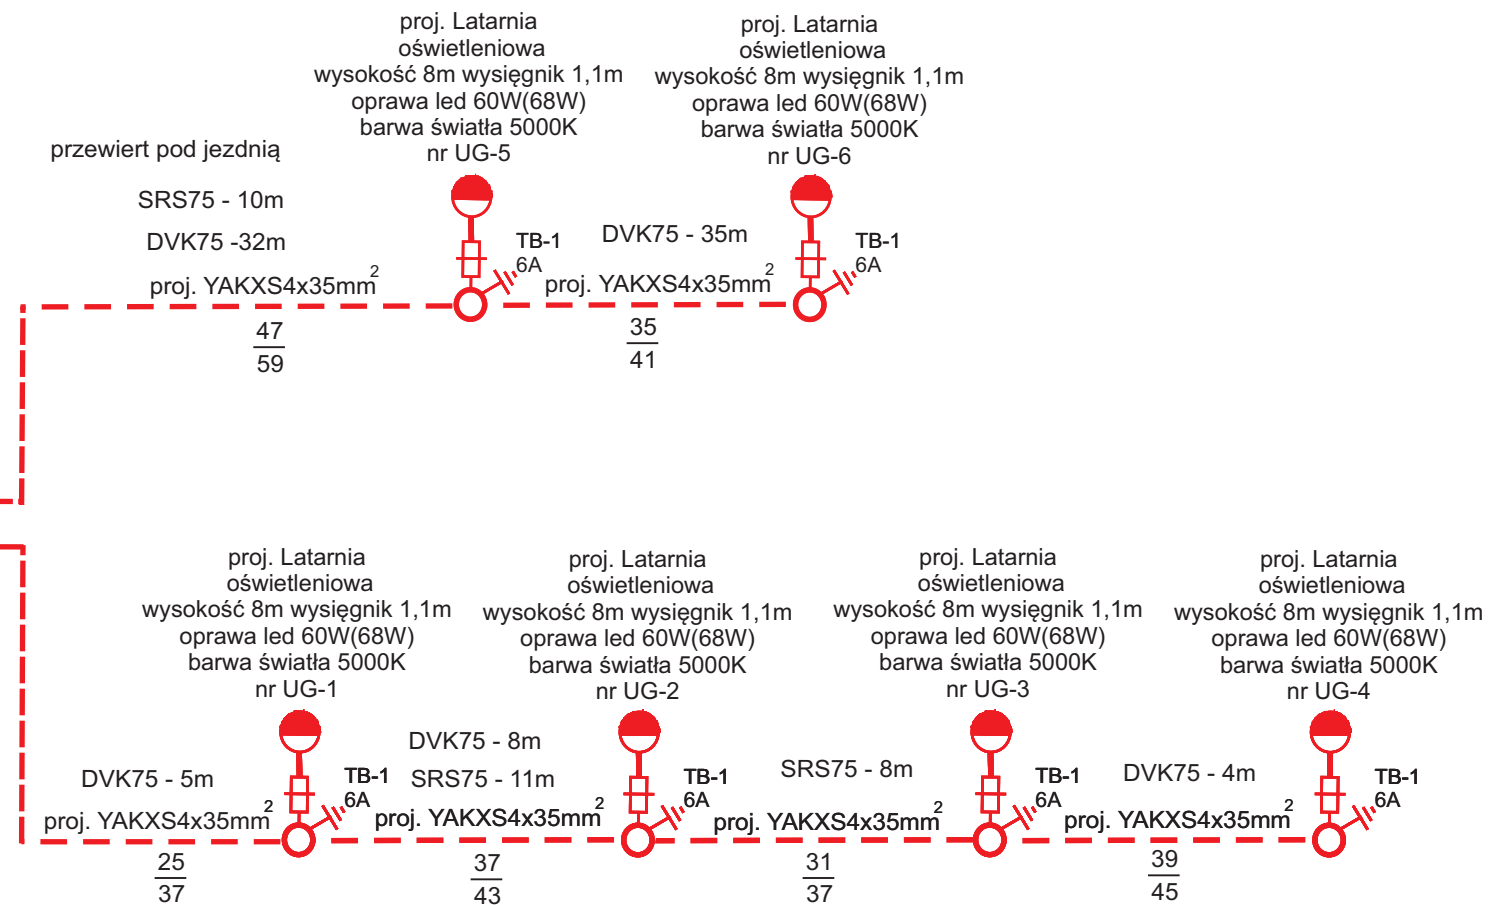 proj. Latarnia
oświetleniowa
wysokość 8m wysięgnik 1,1m
oprawa led 60W(68W)
barwa światła 5000K
nr UG-5
proj. Latarnia
oświetleniowa
wysokość 8m wysięgnik 1,1m
oprawa led 60W(68W)
barwa światła 5000K
nr UG-6
przewiert pod jezdnią
SRS75 - 10m
DVK75 -32m
proj. YAKXS4x35mm²
47
59
TB-1
6A
DVK75 - 35m
proj. YAKXS4x35mm²
35
41
TB-1
6A
proj. Latarnia
oświetleniowa
wysokość 8m wysięgnik 1,1m
oprawa led 60W(68W)
barwa światła 5000K
nr UG-1
proj. Latarnia
oświetleniowa
wysokość 8m wysięgnik 1,1m
oprawa led 60W(68W)
barwa światła 5000K
nr UG-2
proj. Latarnia
oświetleniowa
wysokość 8m wysięgnik 1,1m
oprawa led 60W(68W)
barwa światła 5000K
nr UG-3
proj. Latarnia
oświetleniowa
wysokość 8m wysięgnik 1,1m
oprawa led 60W(68W)
barwa światła 5000K
nr UG-4
DVK75 - 5m
proj. YAKXS4x35mm²
25
37
TB-1
6A
DVK75 - 8m
SRS75 - 11m
proj. YAKXS4x35mm²
37
43
TB-1
6A
SRS75 - 8m
proj. YAKXS4x35mm²
31
37
TB-1
6A
DVK75 - 4m
proj. YAKXS4x35mm²
39
45
TB-1
6A